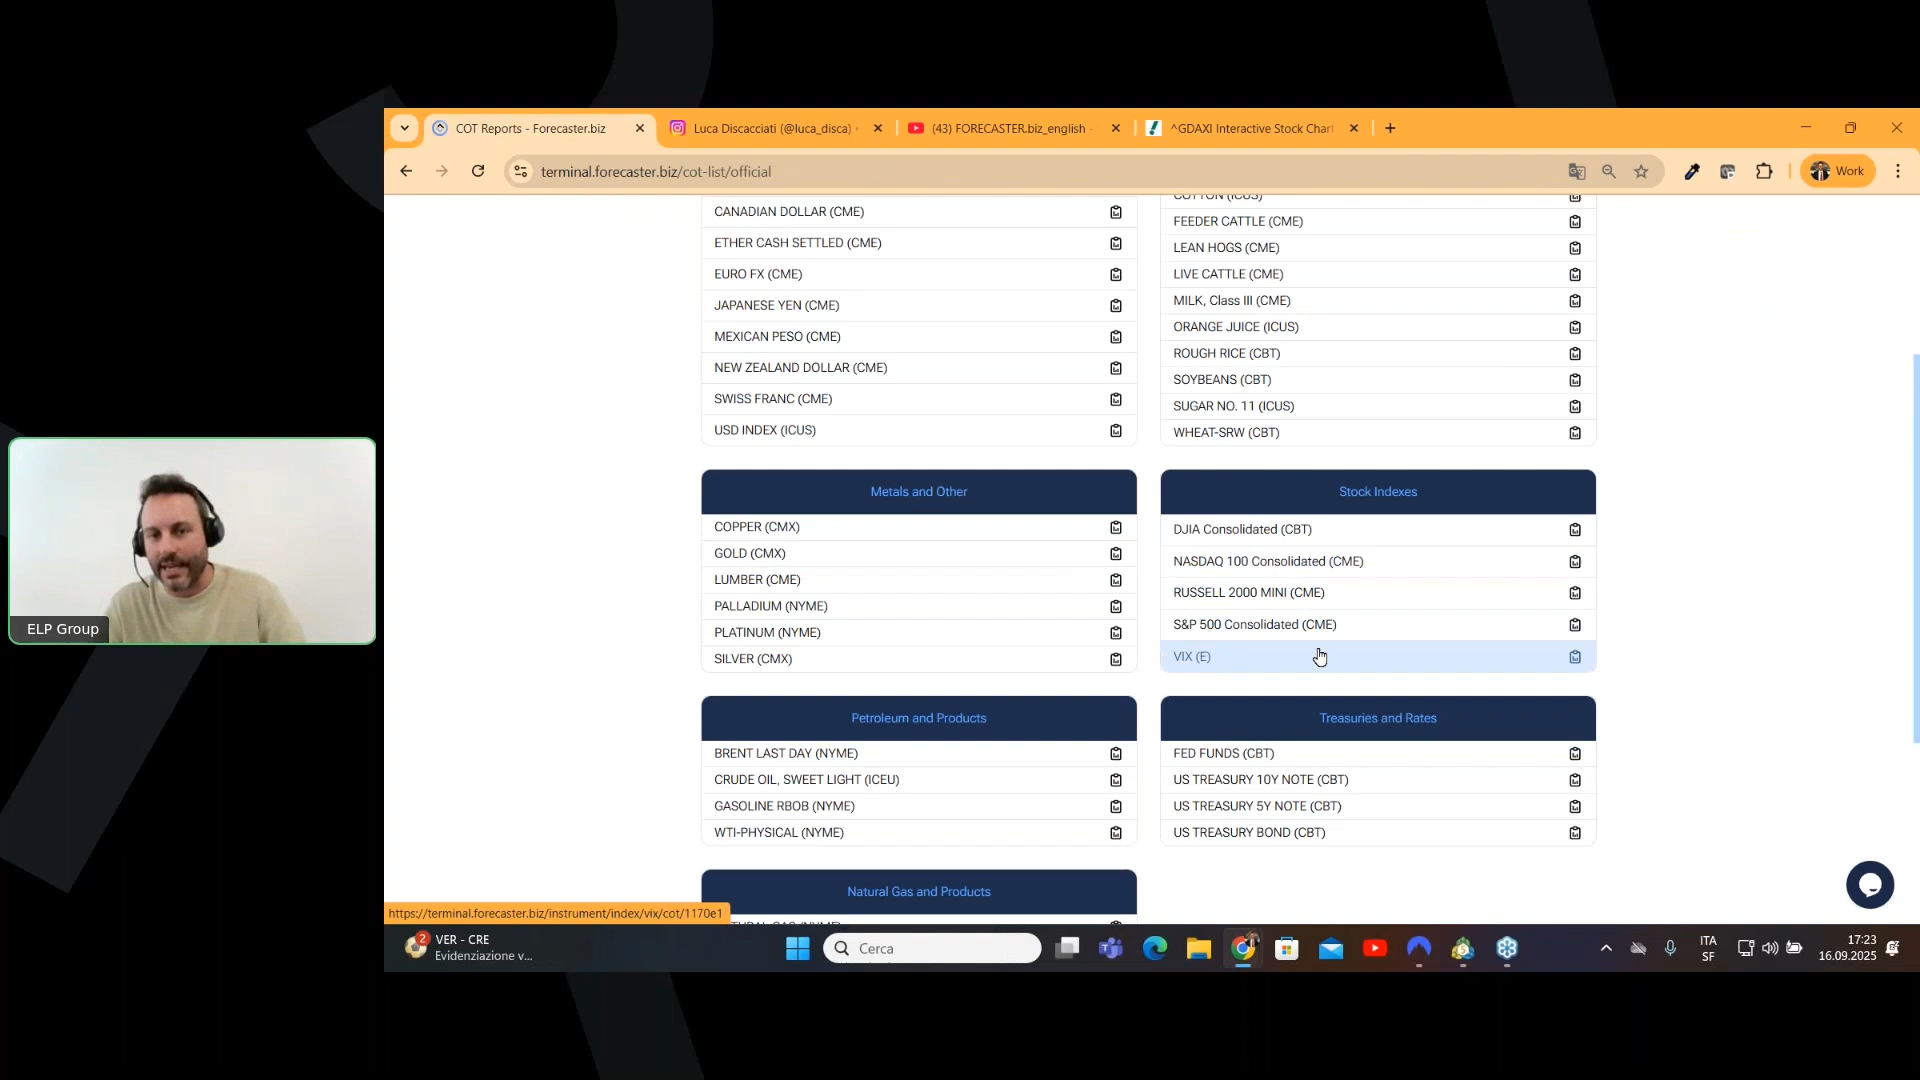 COT Reports - Forecaster.biz
Luca Discacciati (@luca_disca)
(43) FORECASTER.biz_english -
^GDAXI Interactive Stock Chart
terminal.forecaster.biz/cot-list/official
Work
CANADIAN DOLLAR (CME)
ETHER CASH SETTLED (CME)
EURO FX (CME)
JAPANESE YEN (CME)
MEXICAN PESO (CME)
NEW ZEALAND DOLLAR (CME)
SWISS FRANC (CME)
USD INDEX (ICUS)
COTTON (ICUS)
FEEDER CATTLE (CME)
LEAN HOGS (CME)
LIVE CATTLE (CME)
MILK, Class III (CME)
ORANGE JUICE (ICUS)
ROUGH RICE (CBT)
SOYBEANS (CBT)
SUGAR NO. 11 (ICUS)
WHEAT-SRW (CBT)
Metals and Other
COPPER (CMX)
GOLD (CMX)
LUMBER (CME)
PALLADIUM (NYME)
PLATINUM (NYME)
SILVER (CMX)
Stock Indexes
DJIA Consolidated (CBT)
NASDAQ 100 Consolidated (CME)
RUSSELL 2000 MINI (CME)
S&P 500 Consolidated (CME)
VIX (E)
Petroleum and Products
BRENT LAST DAY (NYME)
CRUDE OIL, SWEET LIGHT (ICEU)
GASOLINE RBOB (NYME)
WTI-PHYSICAL (NYME)
Treasuries and Rates
FED FUNDS (CBT)
US TREASURY 10Y NOTE (CBT)
US TREASURY 5Y NOTE (CBT)
US TREASURY BOND (CBT)
Natural Gas and Products
https://terminal.forecaster.biz/instrument/index/vix/cot/1170e1
ELP Group
2
VER - CRE
Evidenziazione v...
Cerca
ITA
SF
17:23
16.09.2025